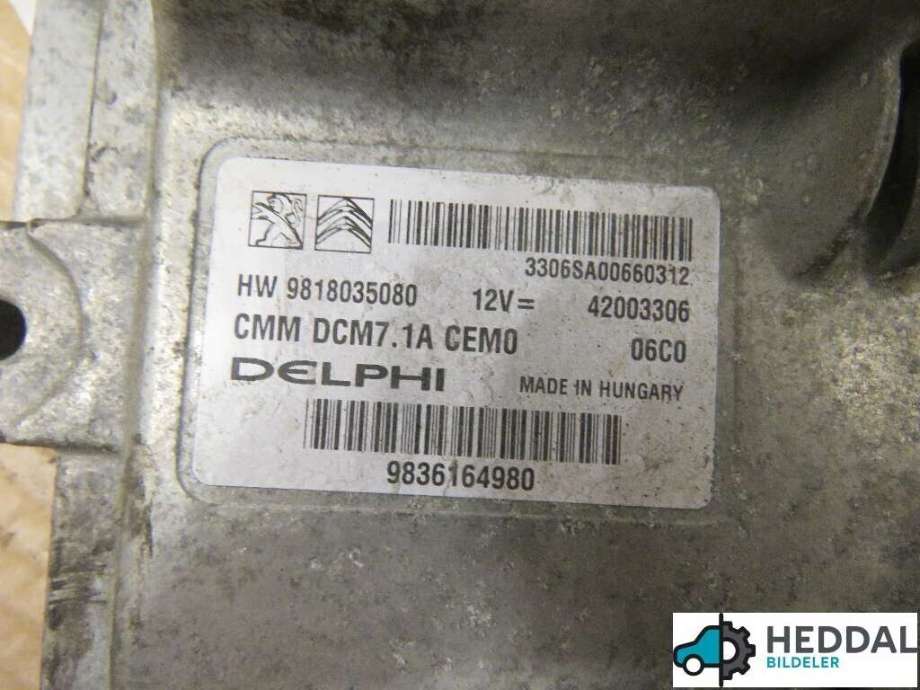 3306SA00660312
HW 9818035080 12V= 42003306
CMM DCM7.1A CEM0 06C0
DELPHI MADE IN HUNGARY
9836164980
HEDDAL
BILDELER